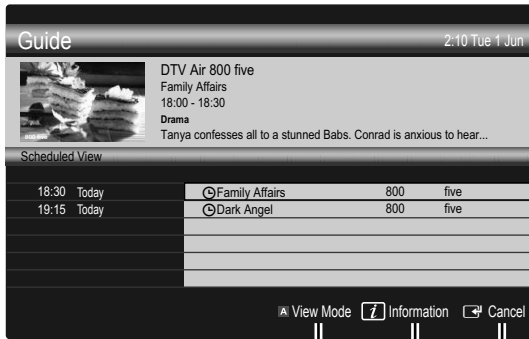 Guide
2:10 Tue 1 Jun
DTV Air 800 five
Family Affairs
18:00 - 18:30
Drama
Tanya confesses all to a stunned Babs. Conrad is anxious to hear...
Scheduled View
18:30 Today Family Affairs 800 five
19:15 Today Dark Angel 800 five
A View Mode i Information Cancel